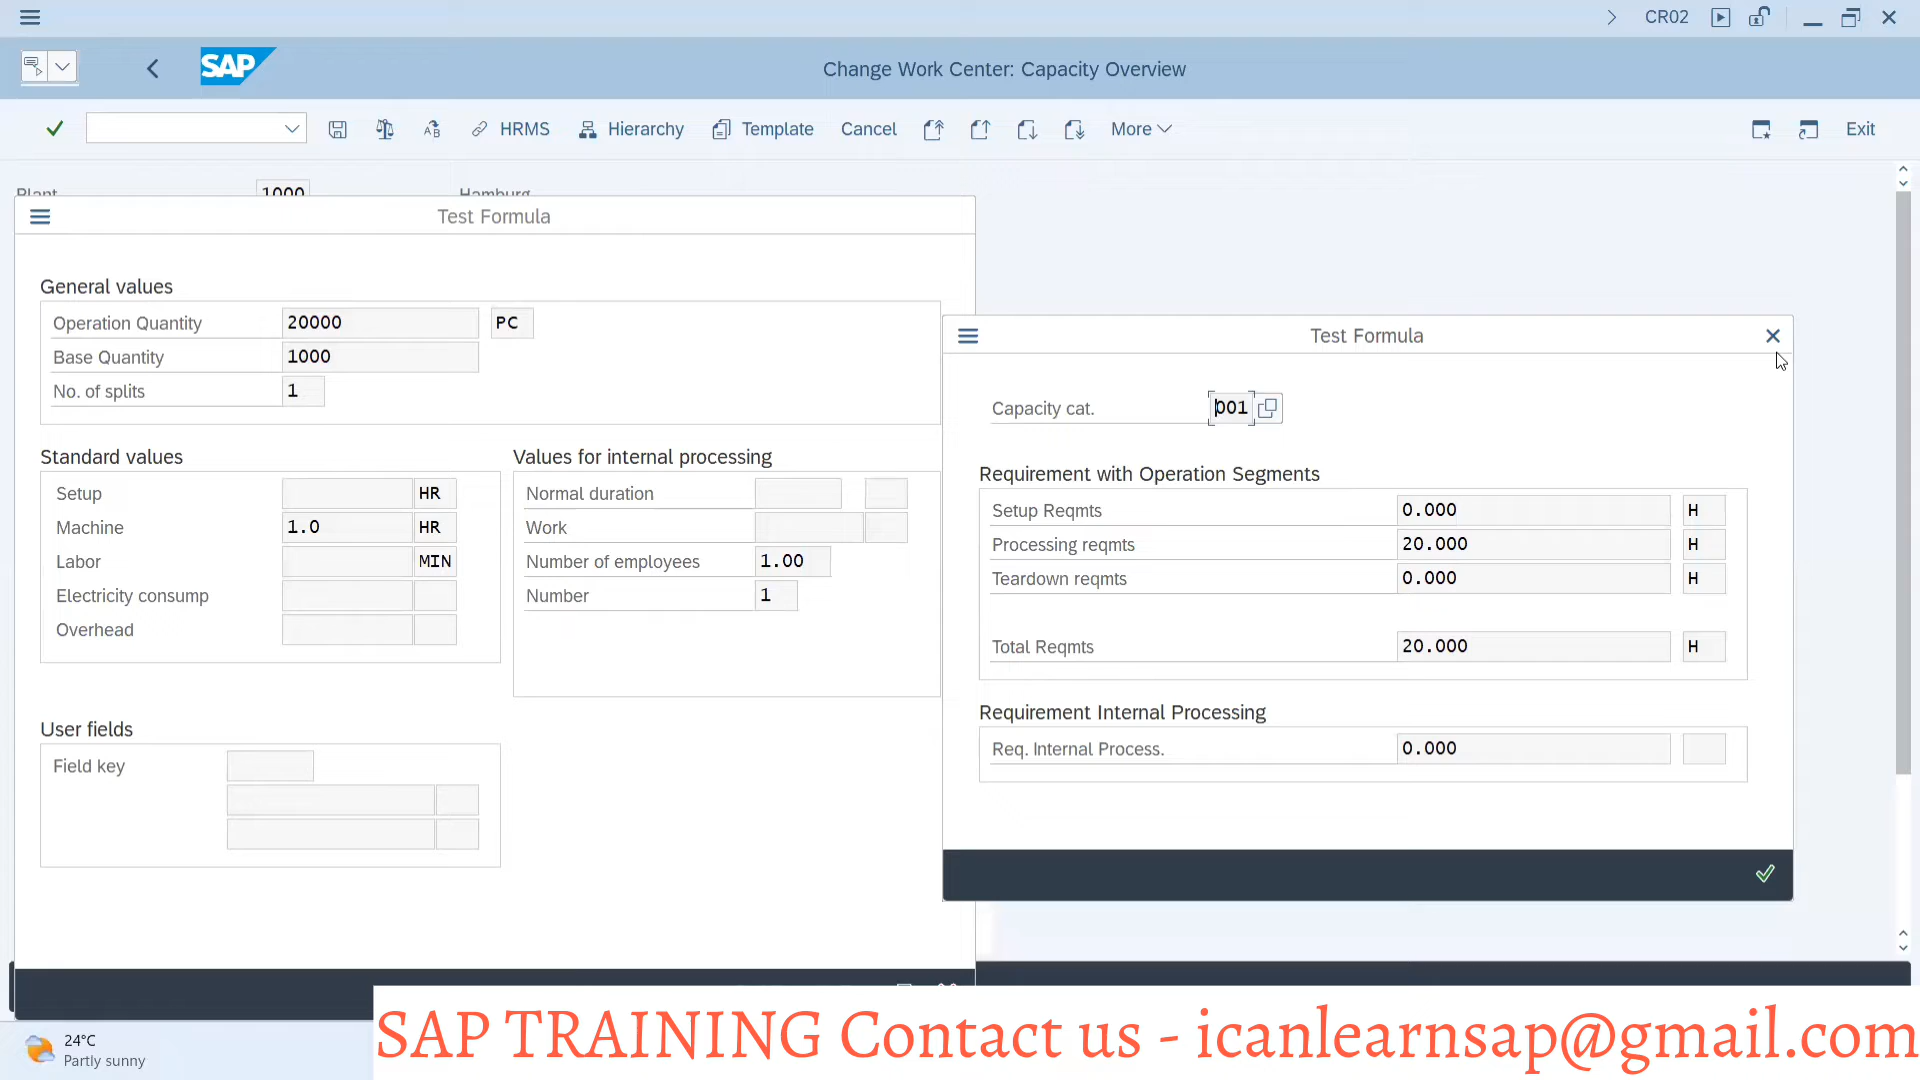 CR02
SAP Change Work Center: Capacity Overview
HRMS Hierarchy Template Cancel More Exit
Plant 1000 Hamburg
Test Formula
General values
Operation Quantity 20000 PC
Base Quantity 1000
No. of splits 1
Standard values
Setup HR
Machine 1.0 HR
Labor MIN
Electricity consump
Overhead
Values for internal processing
Normal duration
Work
Number of employees 1.00
Number 1
User fields
Field key
Test Formula
Capacity cat. 001
Requirement with Operation Segments
Setup Reqmts 0.000 H
Processing reqmts 20.000 H
Teardown reqmts 0.000 H
Total Reqmts 20.000 H
Requirement Internal Processing
Req. Internal Process. 0.000
24°C
Partly sunny
SAP TRAINING Contact us - icanlearnsap@gmail.com